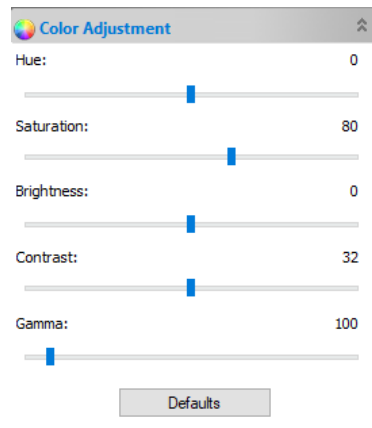 Color Adjustment
Hue: 0
Saturation: 80
Brightness: 0
Contrast: 32
Gamma: 100
Defaults